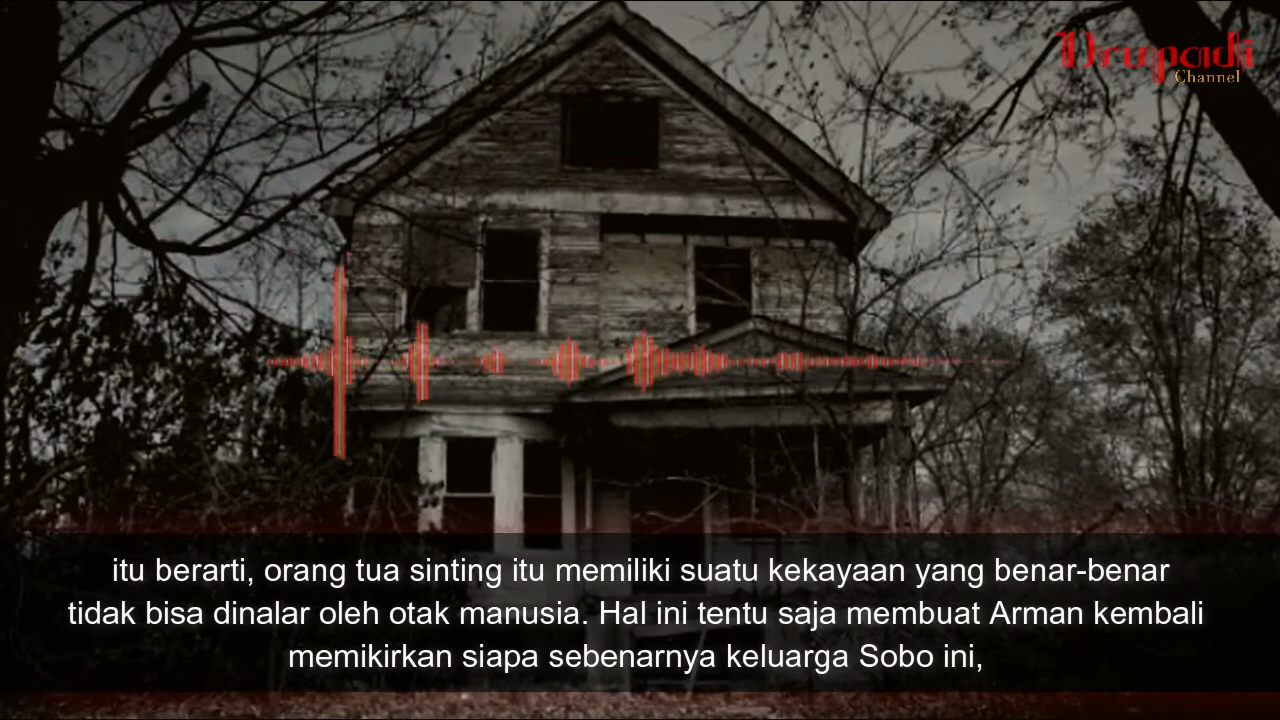 Drupadi
Channel
itu berarti, orang tua sinting itu memiliki suatu kekayaan yang benar-benar
tidak bisa dinalar oleh otak manusia. Hal ini tentu saja membuat Arman kembali
memikirkan siapa sebenarnya keluarga Sobo ini,